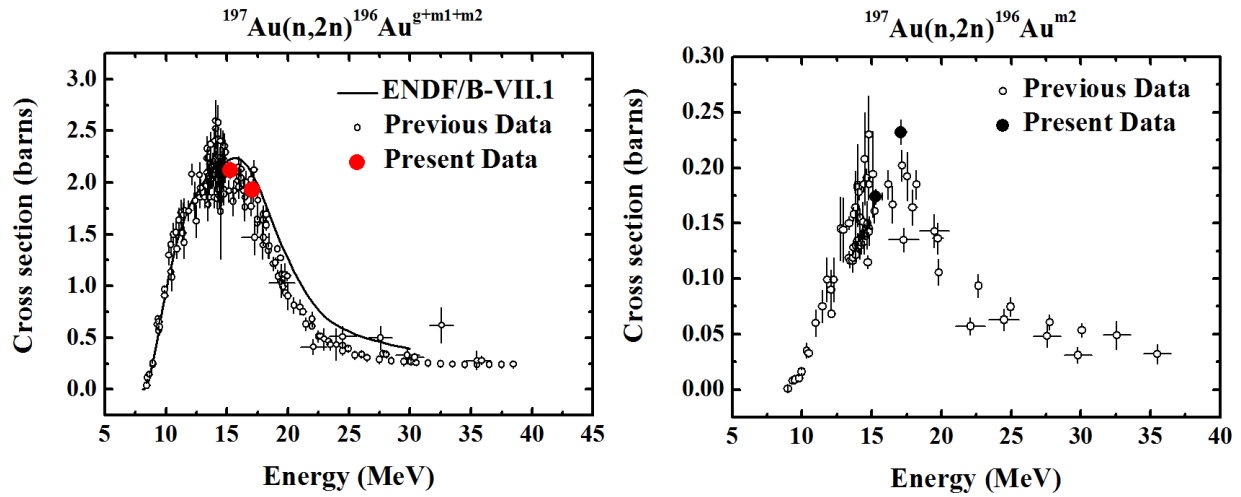 ¹⁹⁷Au(n,2n)¹⁹⁶Auᵍ⁺ᵐ¹⁺ᵐ²
Cross section (barns)
3.0
2.5
2.0
1.5
1.0
0.5
0.0
ENDF/B-VII.1
Previous Data
Present Data
5 10 15 20 25 30 35 40 45
Energy (MeV)
¹⁹⁷Au(n,2n)¹⁹⁶Auᵐ²
Cross section (barns)
0.30
0.25
0.20
0.15
0.10
0.05
0.00
Previous Data
Present Data
5 10 15 20 25 30 35 40
Energy (MeV)